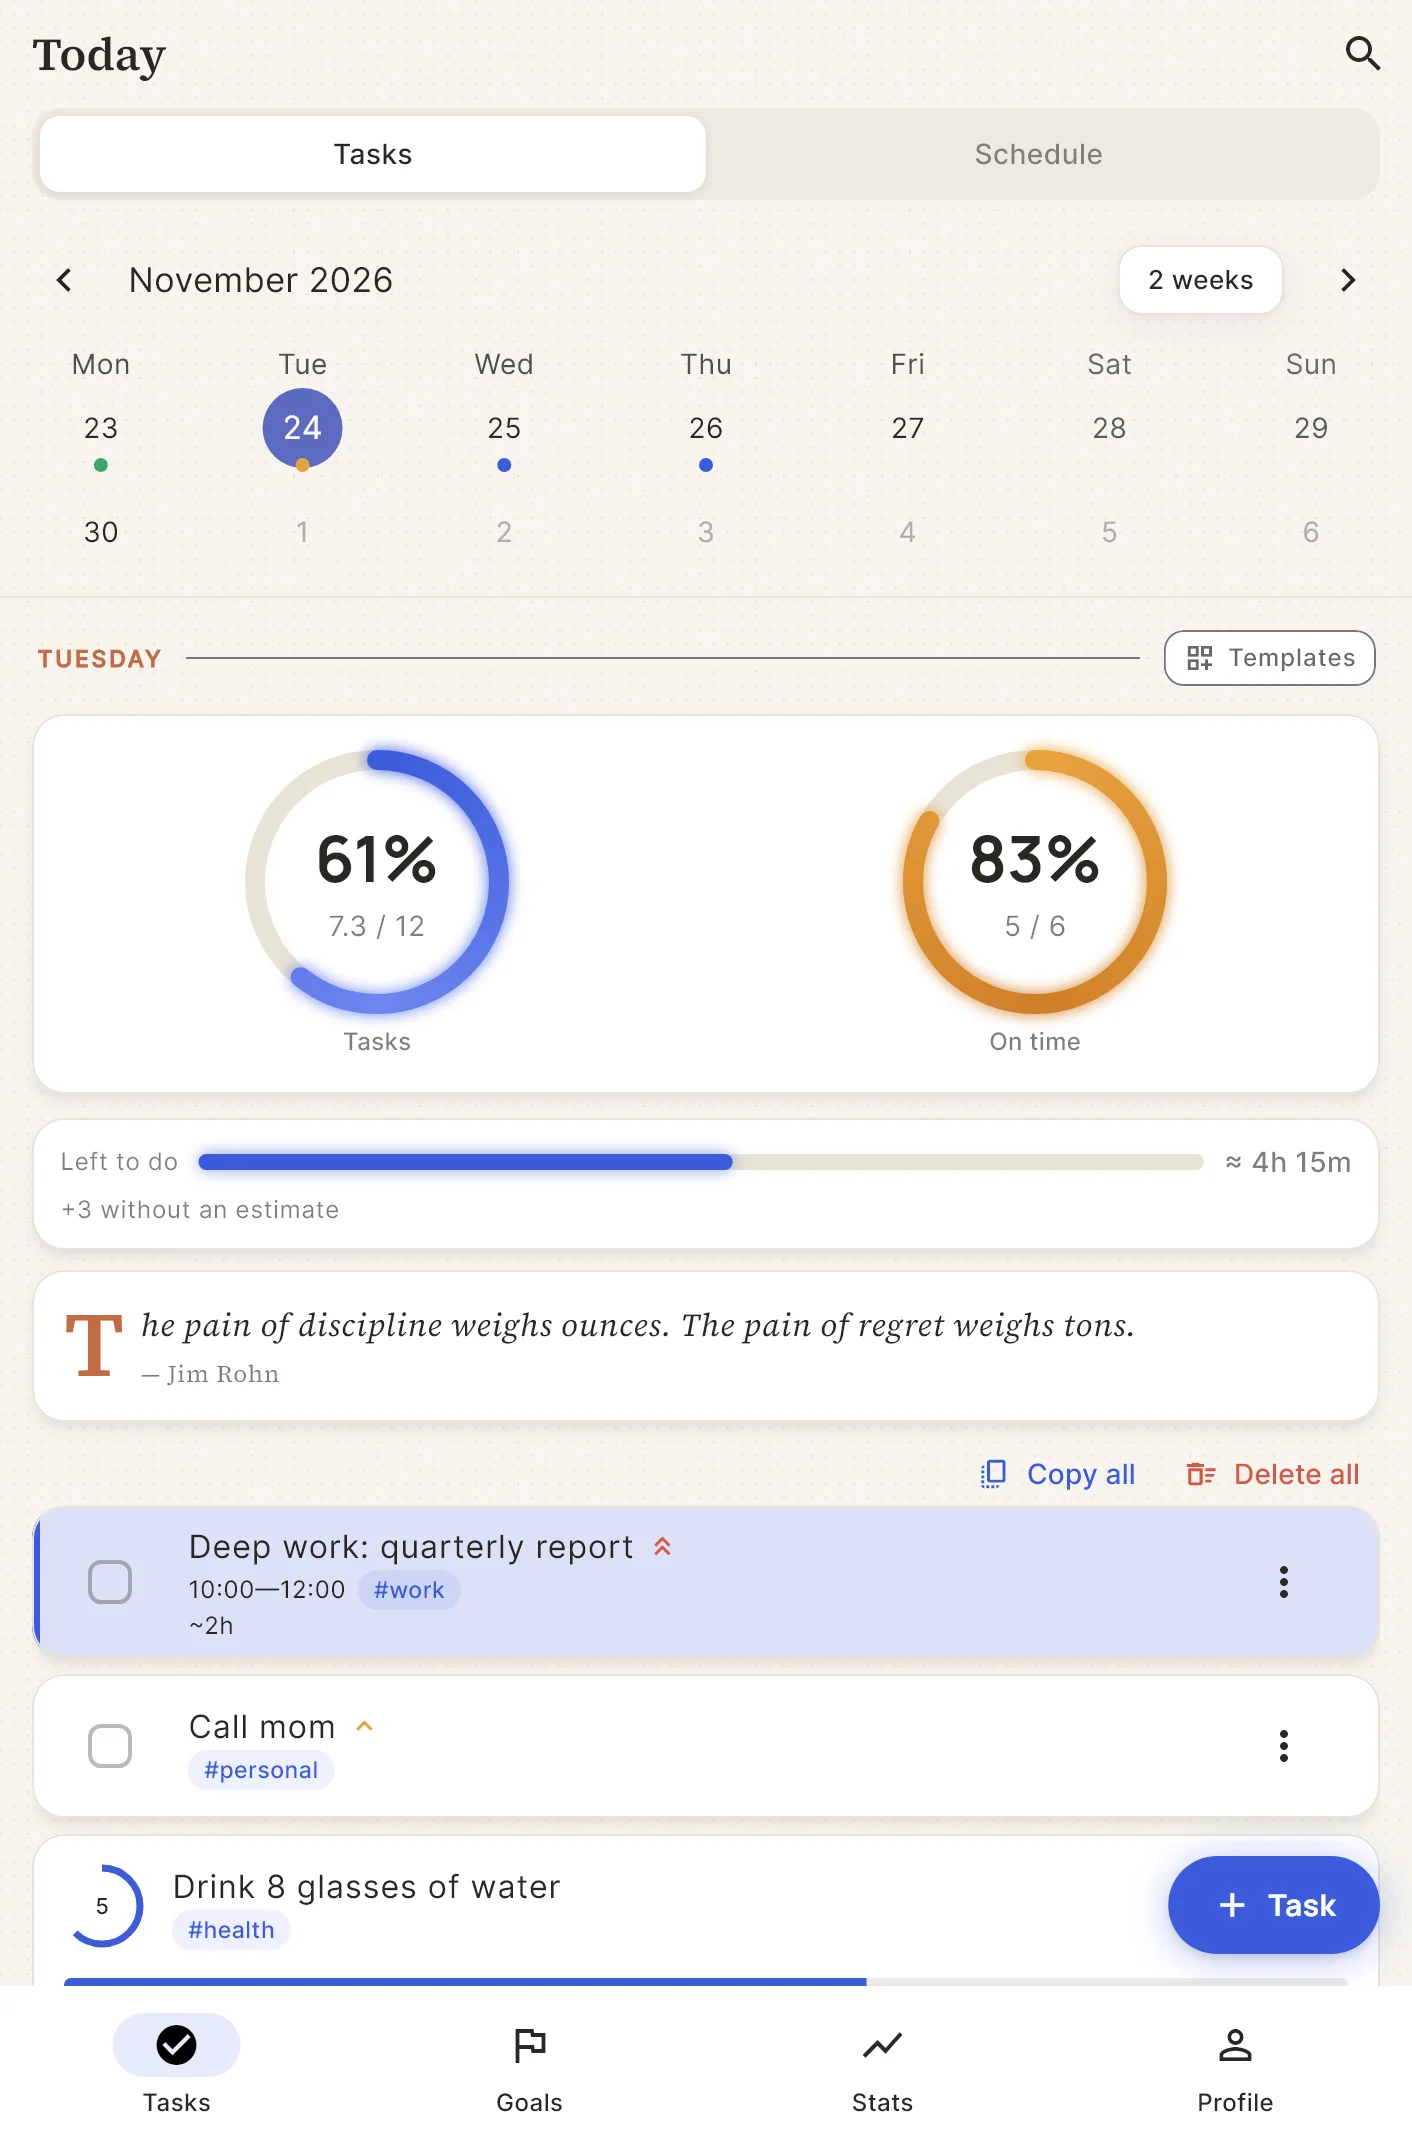 Today
Tasks Schedule
November 2026 2 weeks
Mon Tue Wed Thu Fri Sat Sun
23 24 25 26 27 28 29
30 1 2 3 4 5 6
TUESDAY Templates
61% 83%
7.3 / 12 5 / 6
Tasks On time
Left to do ≈ 4h 15m
+3 without an estimate
The pain of discipline weighs ounces. The pain of regret weighs tons.
— Jim Rohn
Copy all Delete all
Deep work: quarterly report
10:00—12:00 #work
~2h
Call mom
#personal
5 Drink 8 glasses of water
#health
+ Task
Tasks Goals Stats Profile